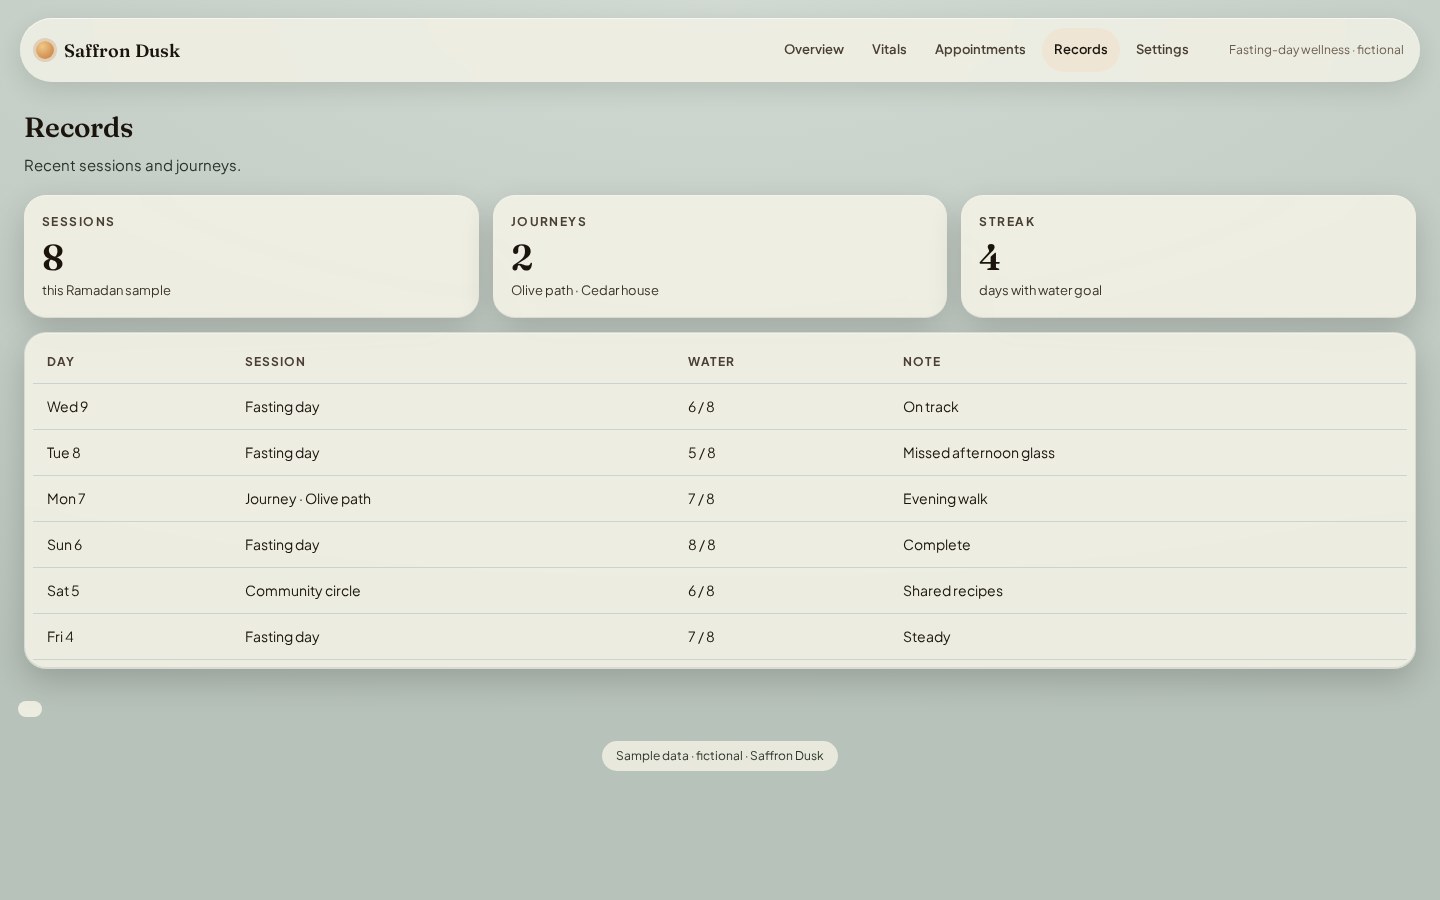 Saffron Dusk
Overview Vitals Appointments Records Settings Fasting-day wellness · fictional
Records
Recent sessions and journeys.
SESSIONS
8
this Ramadan sample
JOURNEYS
2
Olive path · Cedar house
STREAK
4
days with water goal
DAY SESSION WATER NOTE
Wed 9 Fasting day 6 / 8 On track
Tue 8 Fasting day 5 / 8 Missed afternoon glass
Mon 7 Journey · Olive path 7 / 8 Evening walk
Sun 6 Fasting day 8 / 8 Complete
Sat 5 Community circle 6 / 8 Shared recipes
Fri 4 Fasting day 7 / 8 Steady
Sample data · fictional · Saffron Dusk